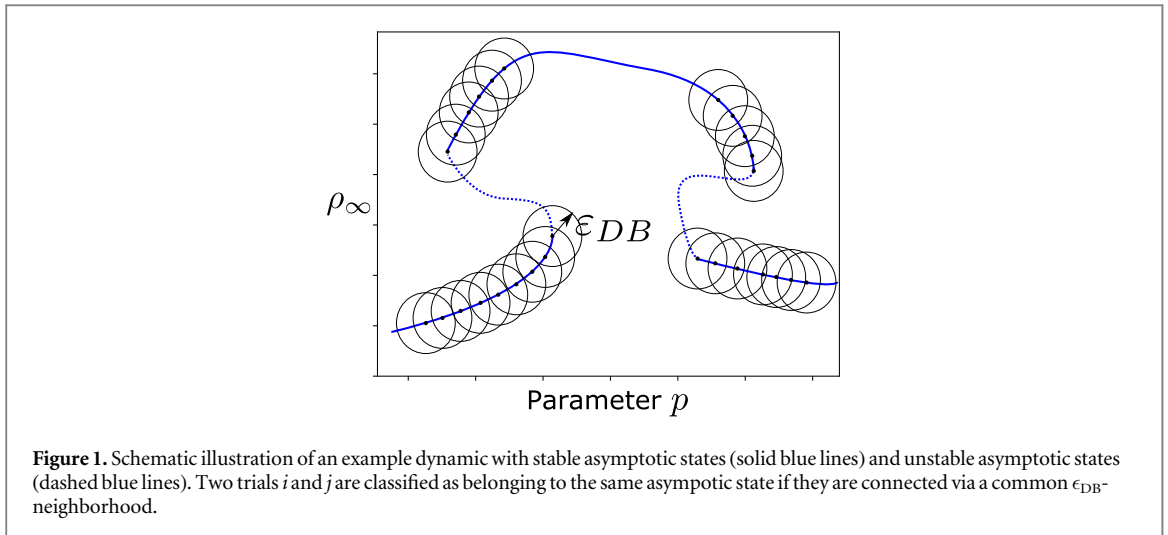 ρ∞
ϵDB
Parameter p
Figure 1. Schematic illustration of an example dynamic with stable asymptotic states (solid blue lines) and unstable asymptotic states
(dashed blue lines). Two trials i and j are classified as belonging to the same asympotic state if they are connected via a common ϵDB-
neighborhood.